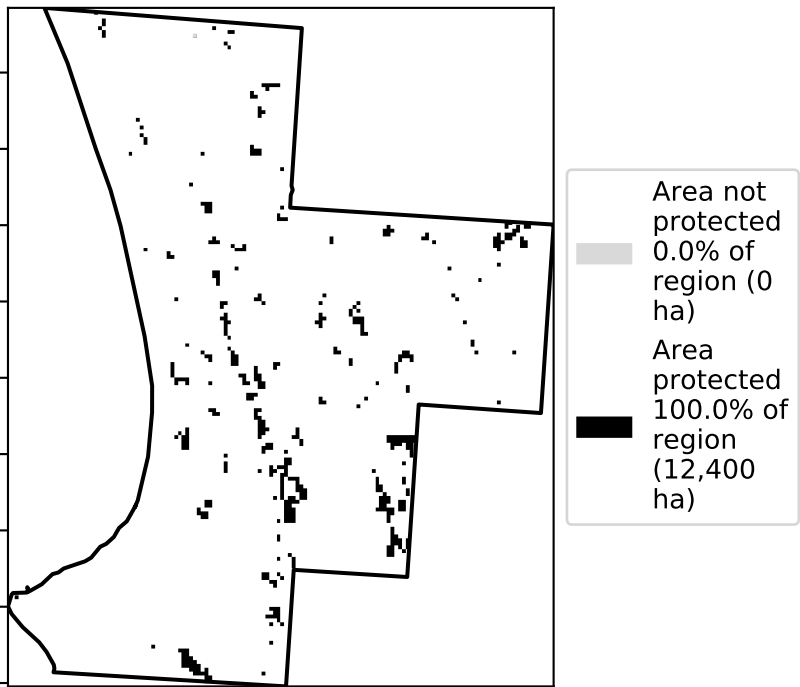 Area not
protected
0.0% of
region (0
ha)
Area
protected
100.0% of
region
(12,400
ha)